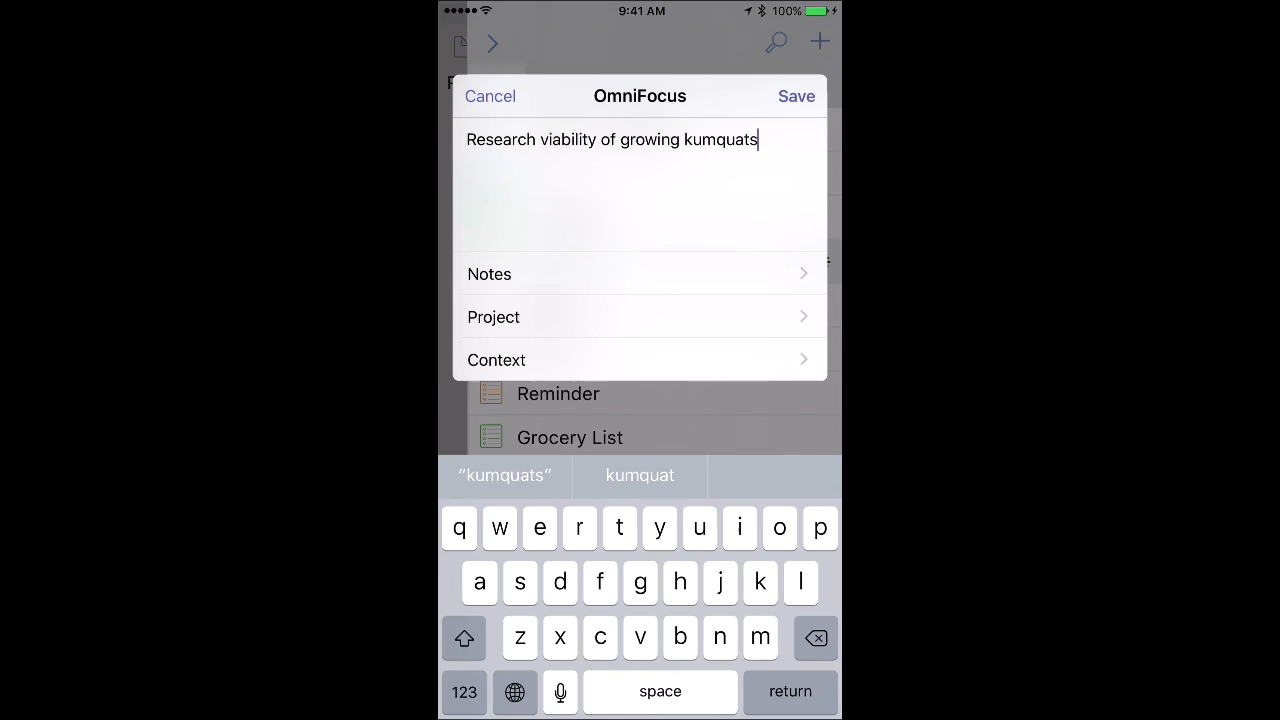 9:41 AM
100%
Cancel
OmniFocus
Save
Research viability of growing kumquats
Notes
Project
Context
Reminder
Grocery List
“kumquats”
kumquat
q w e r t y u i o p
a s d f g h j k l
z x c v b n m
123
space
return